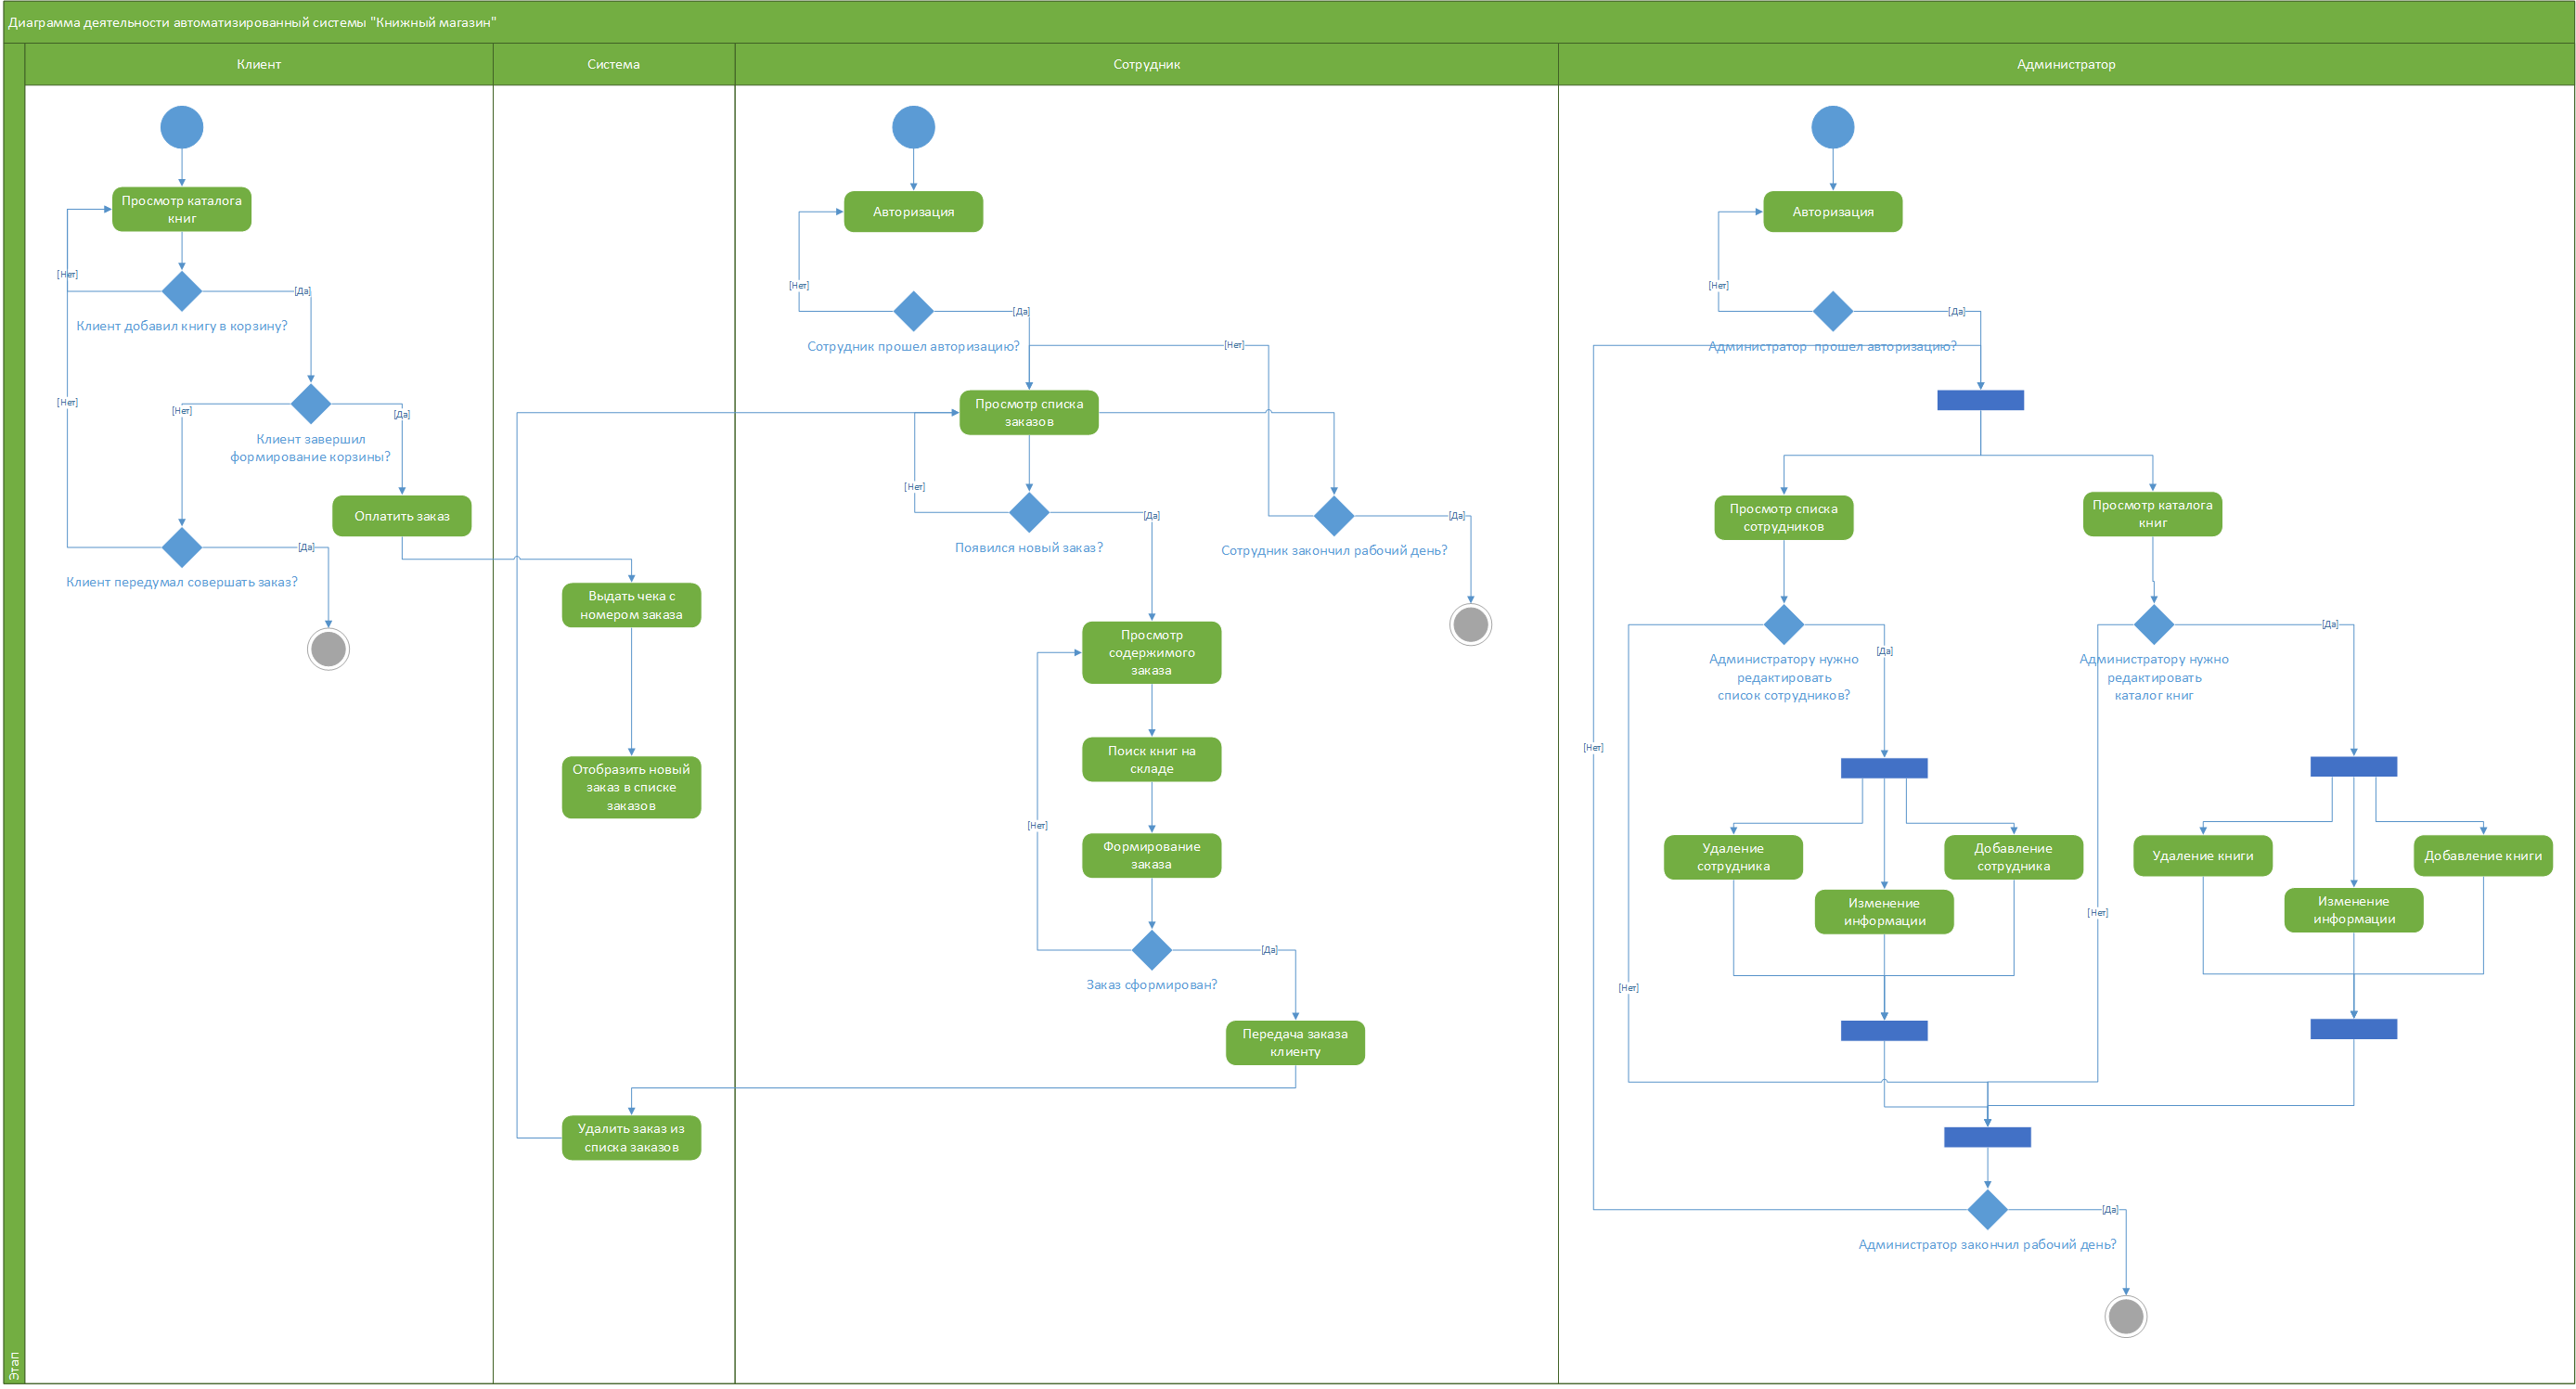 Диаграмма деятельности автоматизированный системы "Книжный магазин"
Клиент
Система
Сотрудник
Администратор
Этап
Просмотр каталога
книг
[Нет]
[Да]
Клиент добавил книгу в корзину?
[Нет]
[Нет]
[Да]
Клиент завершил
формирование корзины?
Оплатить заказ
[Да]
Клиент передумал совершать заказ?
Выдать чека с
номером заказа
Отобразить новый
заказ в списке
заказов
Удалить заказ из
списка заказов
Авторизация
[Нет]
[Да]
Сотрудник прошел авторизацию?
[Нет]
Просмотр списка
заказов
[Нет]
[Да]
Появился новый заказ?
[Да]
Сотрудник закончил рабочий день?
Просмотр
содержимого
заказа
Поиск книг на
складе
[Нет]
Формирование
заказа
[Да]
Заказ сформирован?
Передача заказа
клиенту
Авторизация
[Нет]
[Да]
Администратор прошел авторизацию?
Просмотр списка
сотрудников
Просмотр каталога
книг
[Да]
Администратору нужно
редактировать
список сотрудников?
[Да]
Администратору нужно
редактировать
каталог книг
[Нет]
Удаление
сотрудника
Добавление
сотрудника
Изменение
информации
Удаление книги
Добавление книги
Изменение
информации
[Нет]
[Нет]
[Да]
Администратор закончил рабочий день?